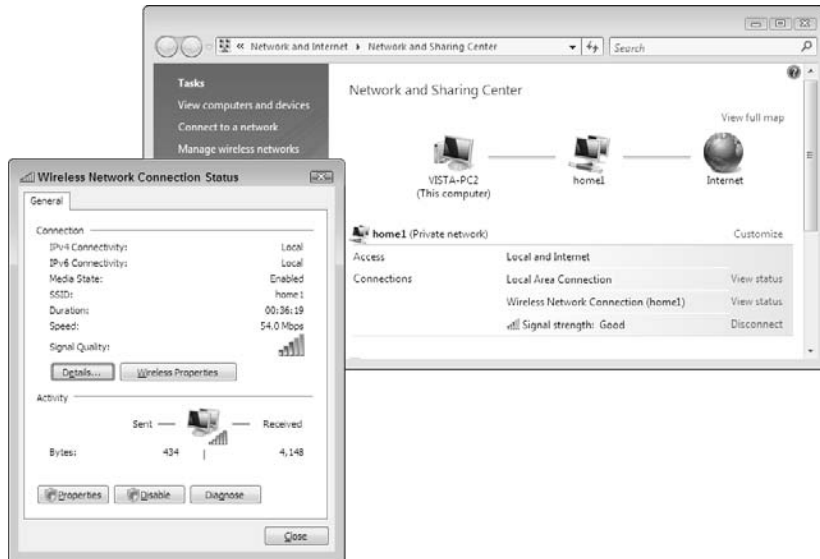 « Network and Internet ▸ Network and Sharing Center
Search
Tasks
View computers and devices
Connect to a network
Manage wireless networks
Network and Sharing Center
View full map
VISTA-PC2
(This computer)
home1
Internet
home1 (Private network) Customize
Access Local and Internet
Connections Local Area Connection View status
Wireless Network Connection (home1) View status
Signal strength: Good Disconnect
Wireless Network Connection Status
General
Connection
IPv4 Connectivity: Local
IPv6 Connectivity: Local
Media State: Enabled
SSID: home1
Duration: 00:36:19
Speed: 54.0 Mbps
Signal Quality:
Details... Wireless Properties
Activity
Sent — — Received
Bytes: 434 | 4,148
Properties Disable Diagnose
Close